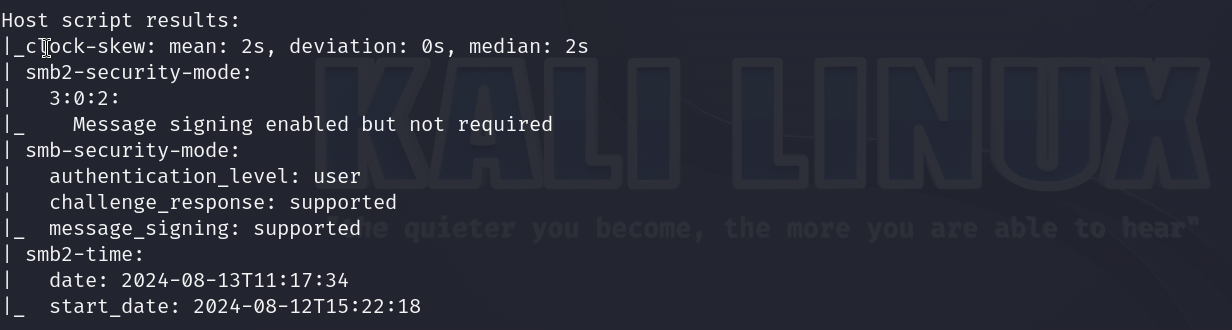 Host script results:
|_clock-skew: mean: 2s, deviation: 0s, median: 2s
| smb2-security-mode:
|   3:0:2:
|_    Message signing enabled but not required
| smb-security-mode:
|   authentication_level: user
|   challenge_response: supported
|_  message_signing: supported
| smb2-time:
|   date: 2024-08-13T11:17:34
|_  start_date: 2024-08-12T15:22:18
KALI LINUX
"the quieter you become, the more you are able to hear"